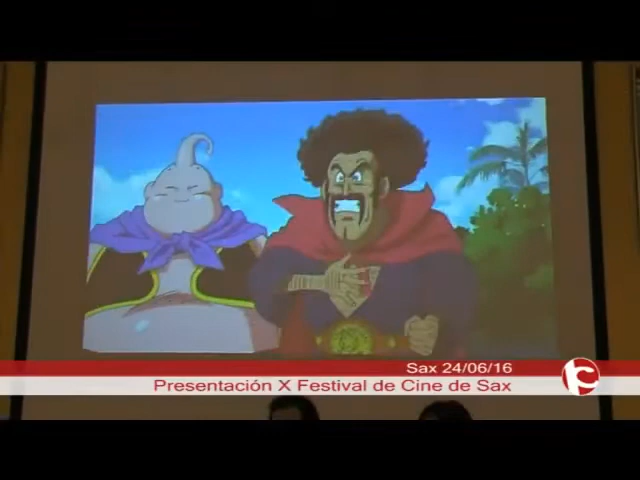 Sax 24/06/16
Presentación X Festival de Cine de Sax